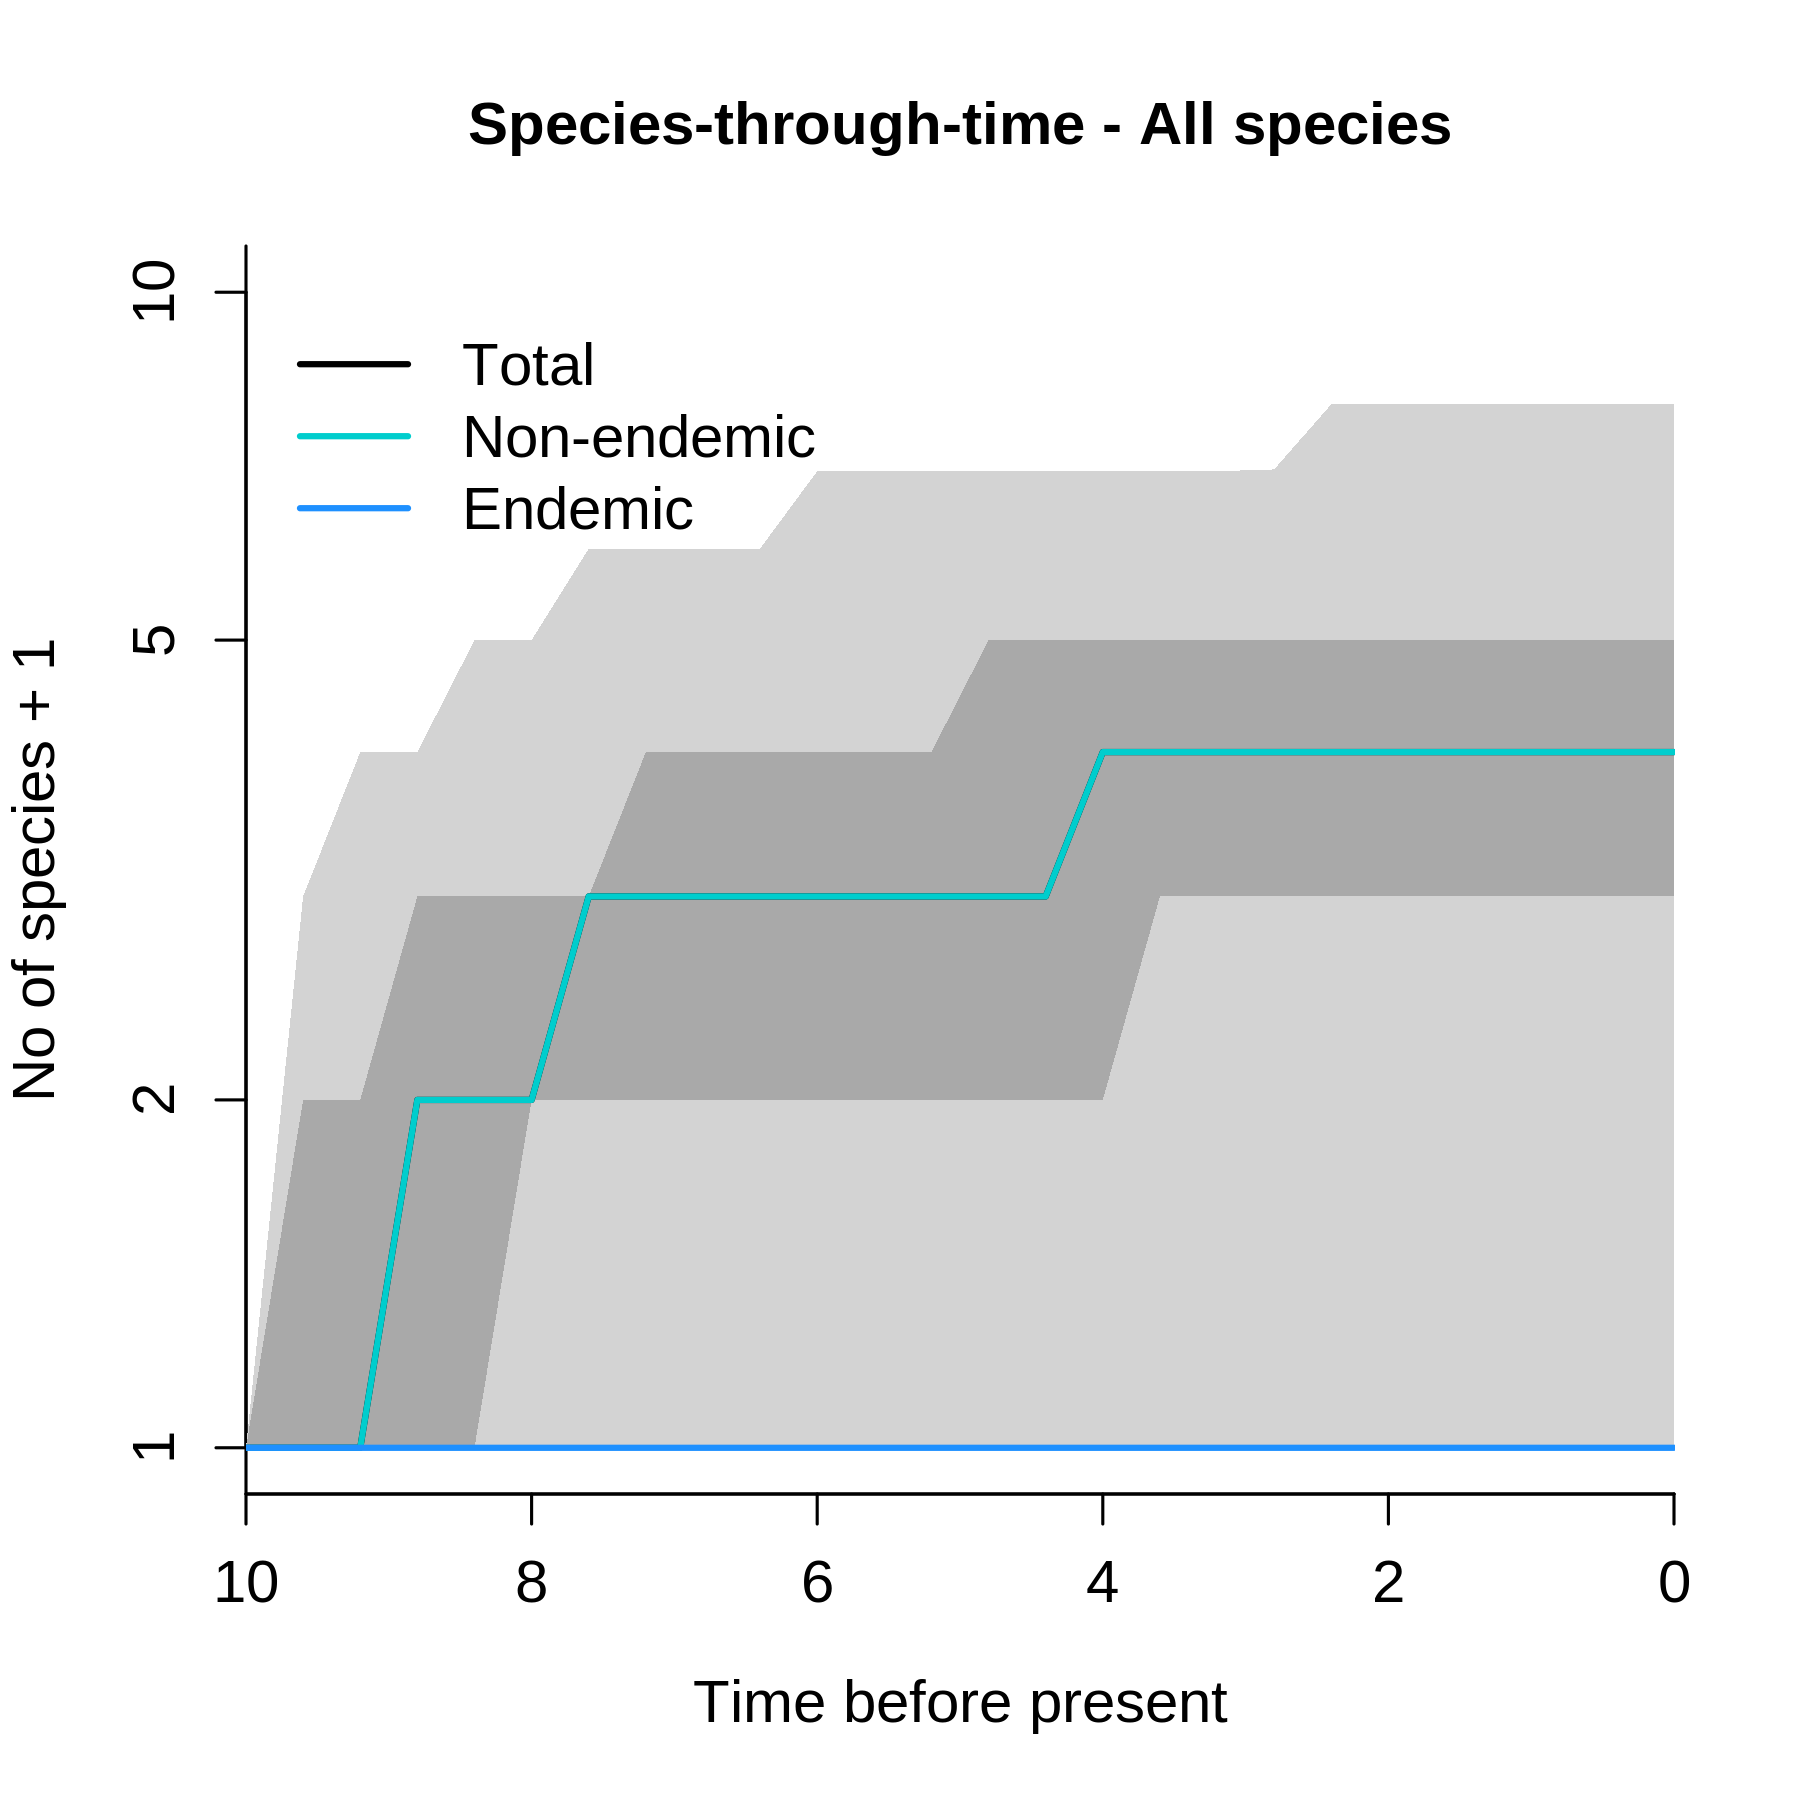 Species-through-time - All species
Total
Non-endemic
Endemic
No of species + 1
10
5
2
1
10 8 6 4 2 0
Time before present